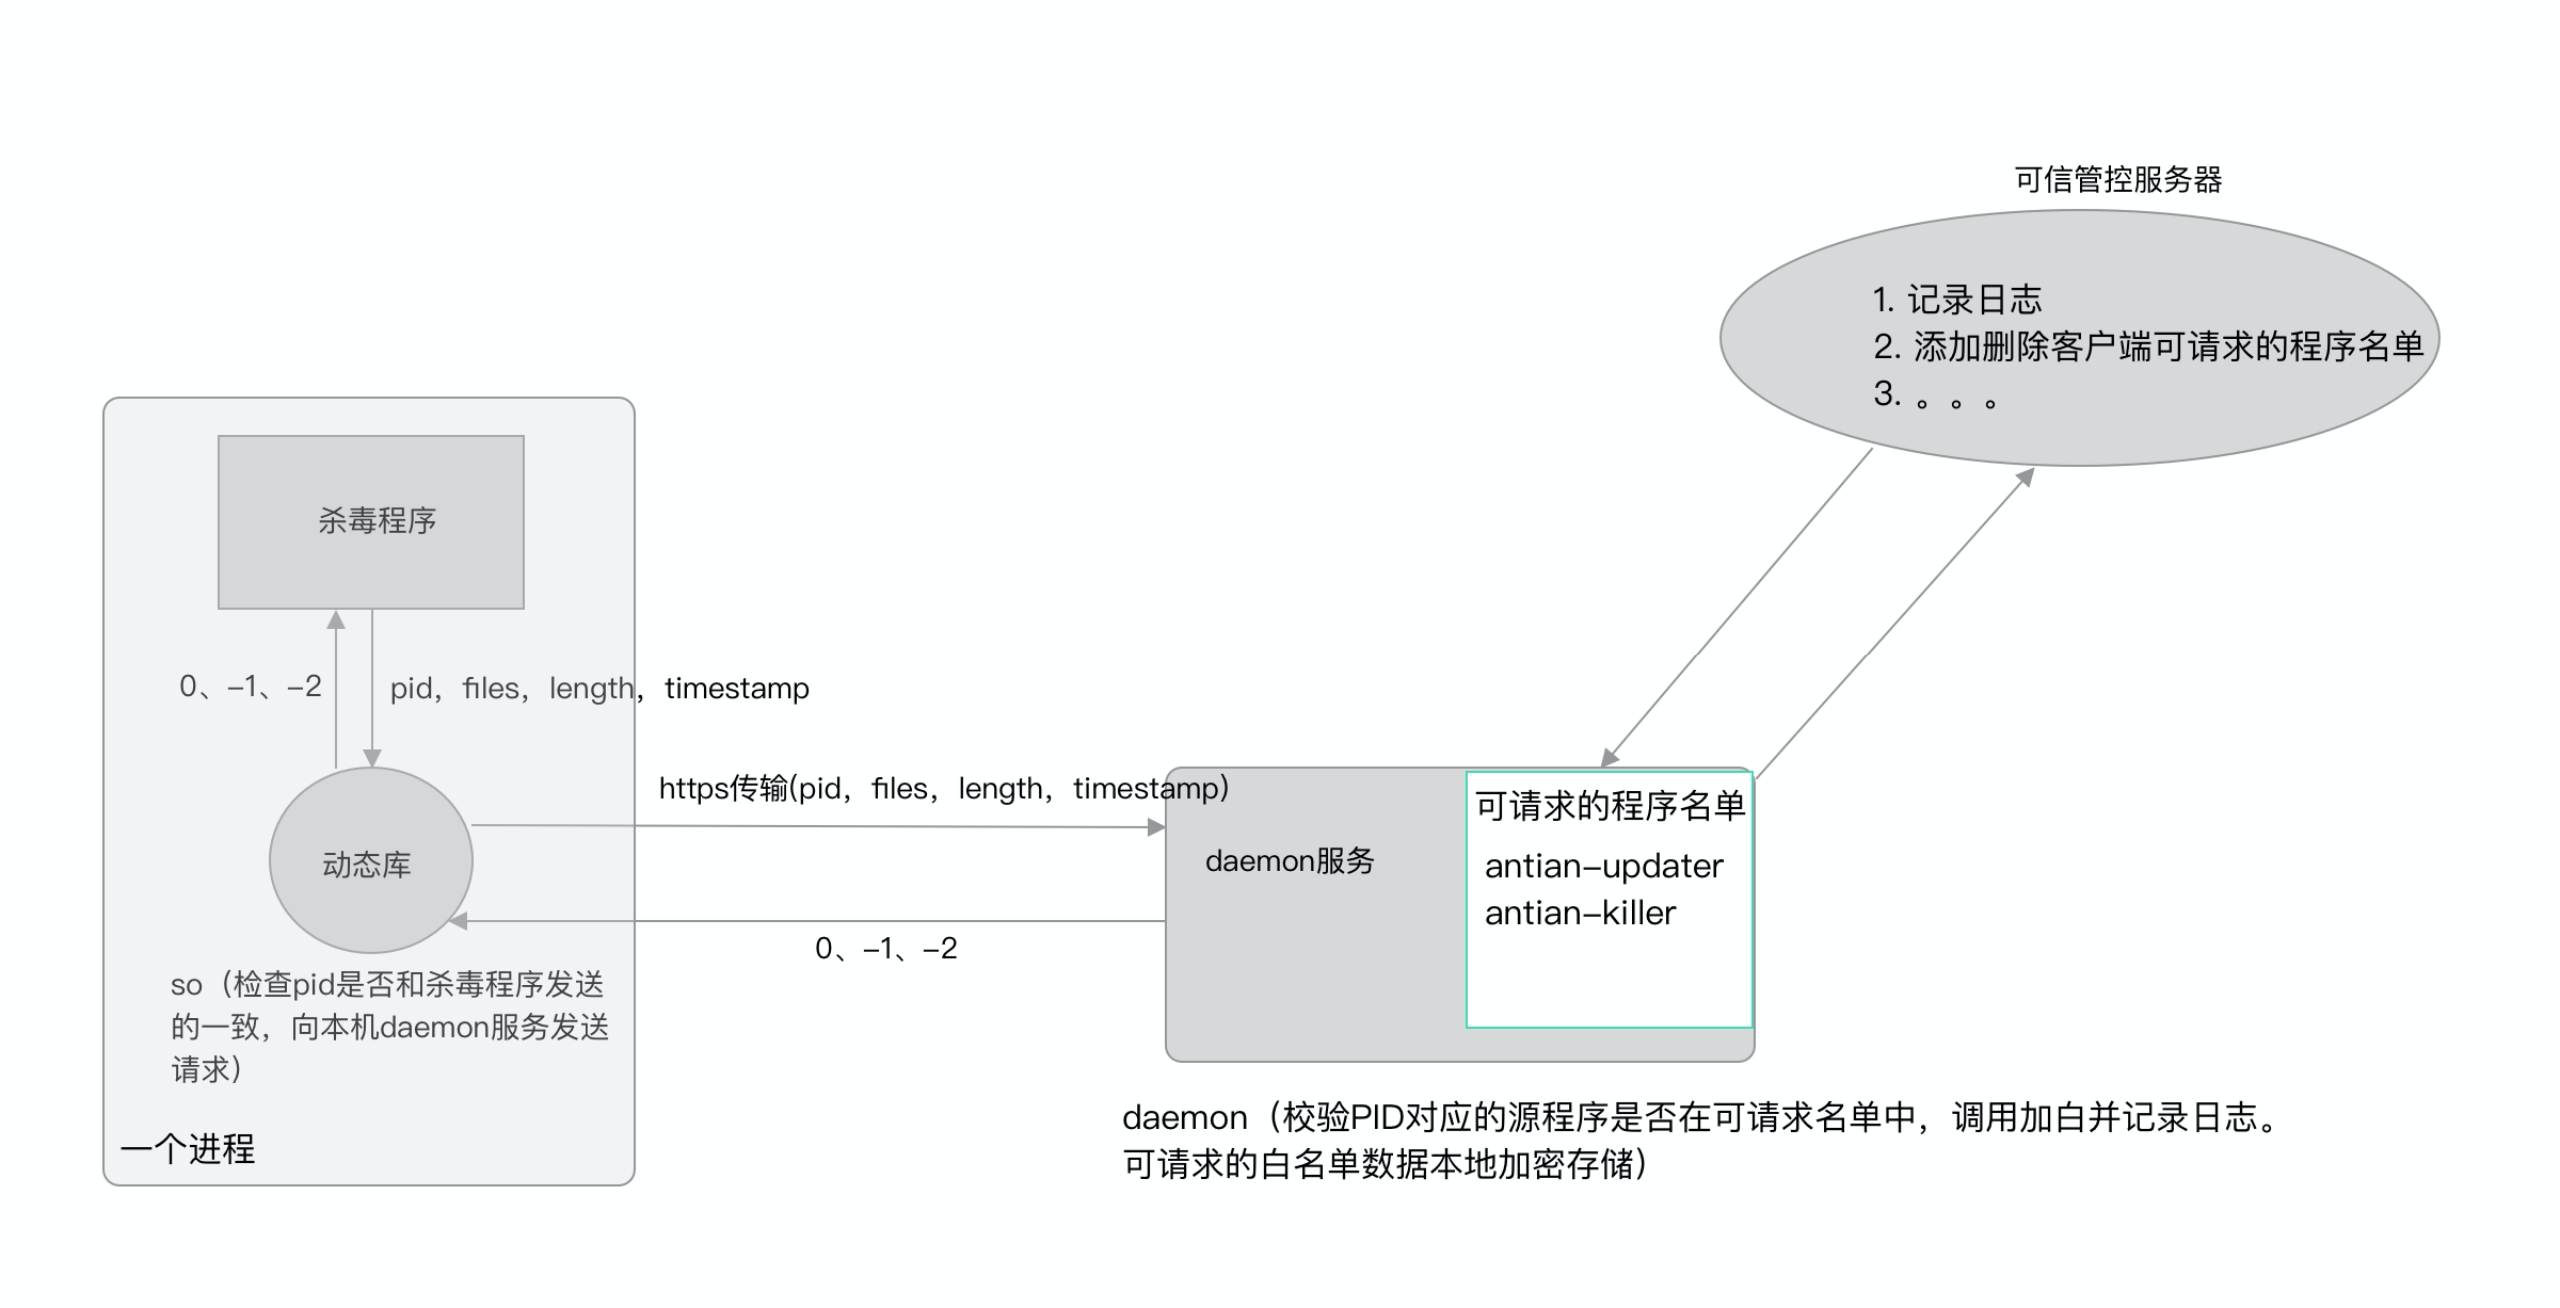 可信管控服务器
1. 记录日志
2. 添加删除客户端可请求的程序名单
3. 。。。
杀毒程序
0、-1、-2
pid，files，length，timestamp
https传输(pid，files，length，timestamp)
动态库
0、-1、-2
so（检查pid是否和杀毒程序发送
的一致，向本机daemon服务发送
请求）
一个进程
daemon服务
可请求的程序名单
antian-updater
antian-killer
daemon（校验PID对应的源程序是否在可请求名单中，调用加白并记录日志。
可请求的白名单数据本地加密存储）